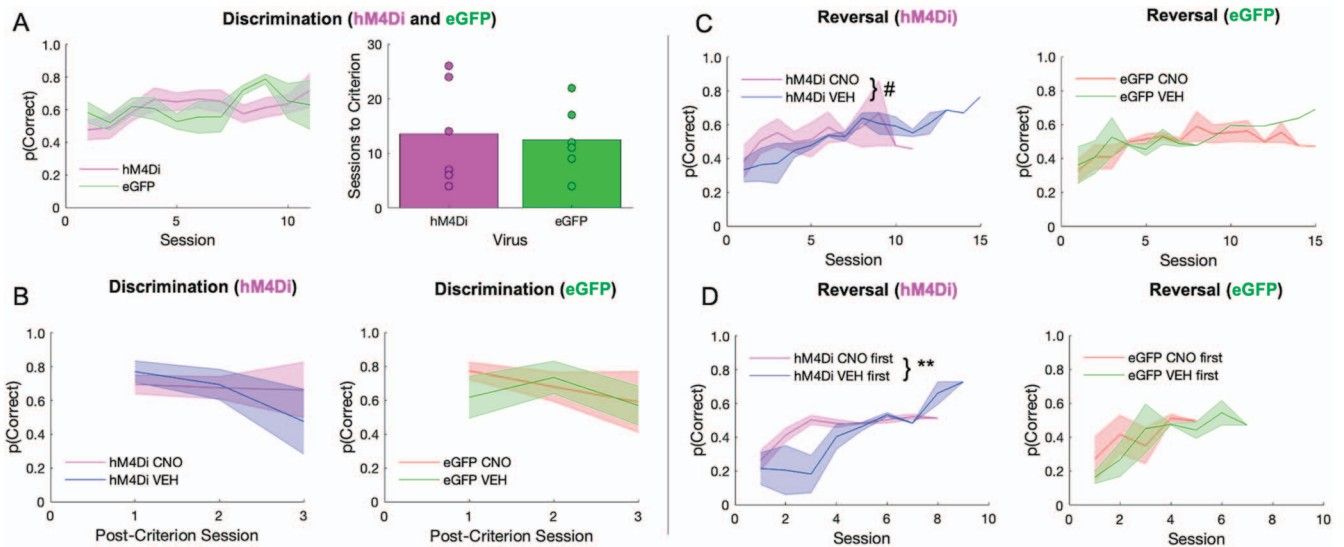 A
Discrimination (hM4Di and eGFP)
p(Correct)
1.0
0.8
0.6
0.4
0.2
0
hM4Di
eGFP
0
5
10
Session
Sessions to Criterion
30
20
10
0
hM4Di
eGFP
Virus
B
Discrimination (hM4Di)
p(Correct)
1.0
0.8
0.6
0.4
0.2
0
hM4Di CNO
hM4Di VEH
0
1
2
3
Post-Criterion Session
Discrimination (eGFP)
p(Correct)
1.0
0.8
0.6
0.4
0.2
0
eGFP CNO
eGFP VEH
0
1
2
3
Post-Criterion Session
C
Reversal (hM4Di)
p(Correct)
1.0
0.8
0.6
0.4
0.2
0
hM4Di CNO
hM4Di VEH
} #
0
5
10
15
Session
Reversal (eGFP)
p(Correct)
1.0
0.8
0.6
0.4
0.2
0
eGFP CNO
eGFP VEH
0
5
10
15
Session
D
Reversal (hM4Di)
p(Correct)
1.0
0.8
0.6
0.4
0.2
0
hM4Di CNO first
hM4Di VEH first
} **
0
2
4
6
8
10
Session
Reversal (eGFP)
p(Correct)
1.0
0.8
0.6
0.4
0.2
0
eGFP CNO first
eGFP VEH first
0
2
4
6
8
10
Session